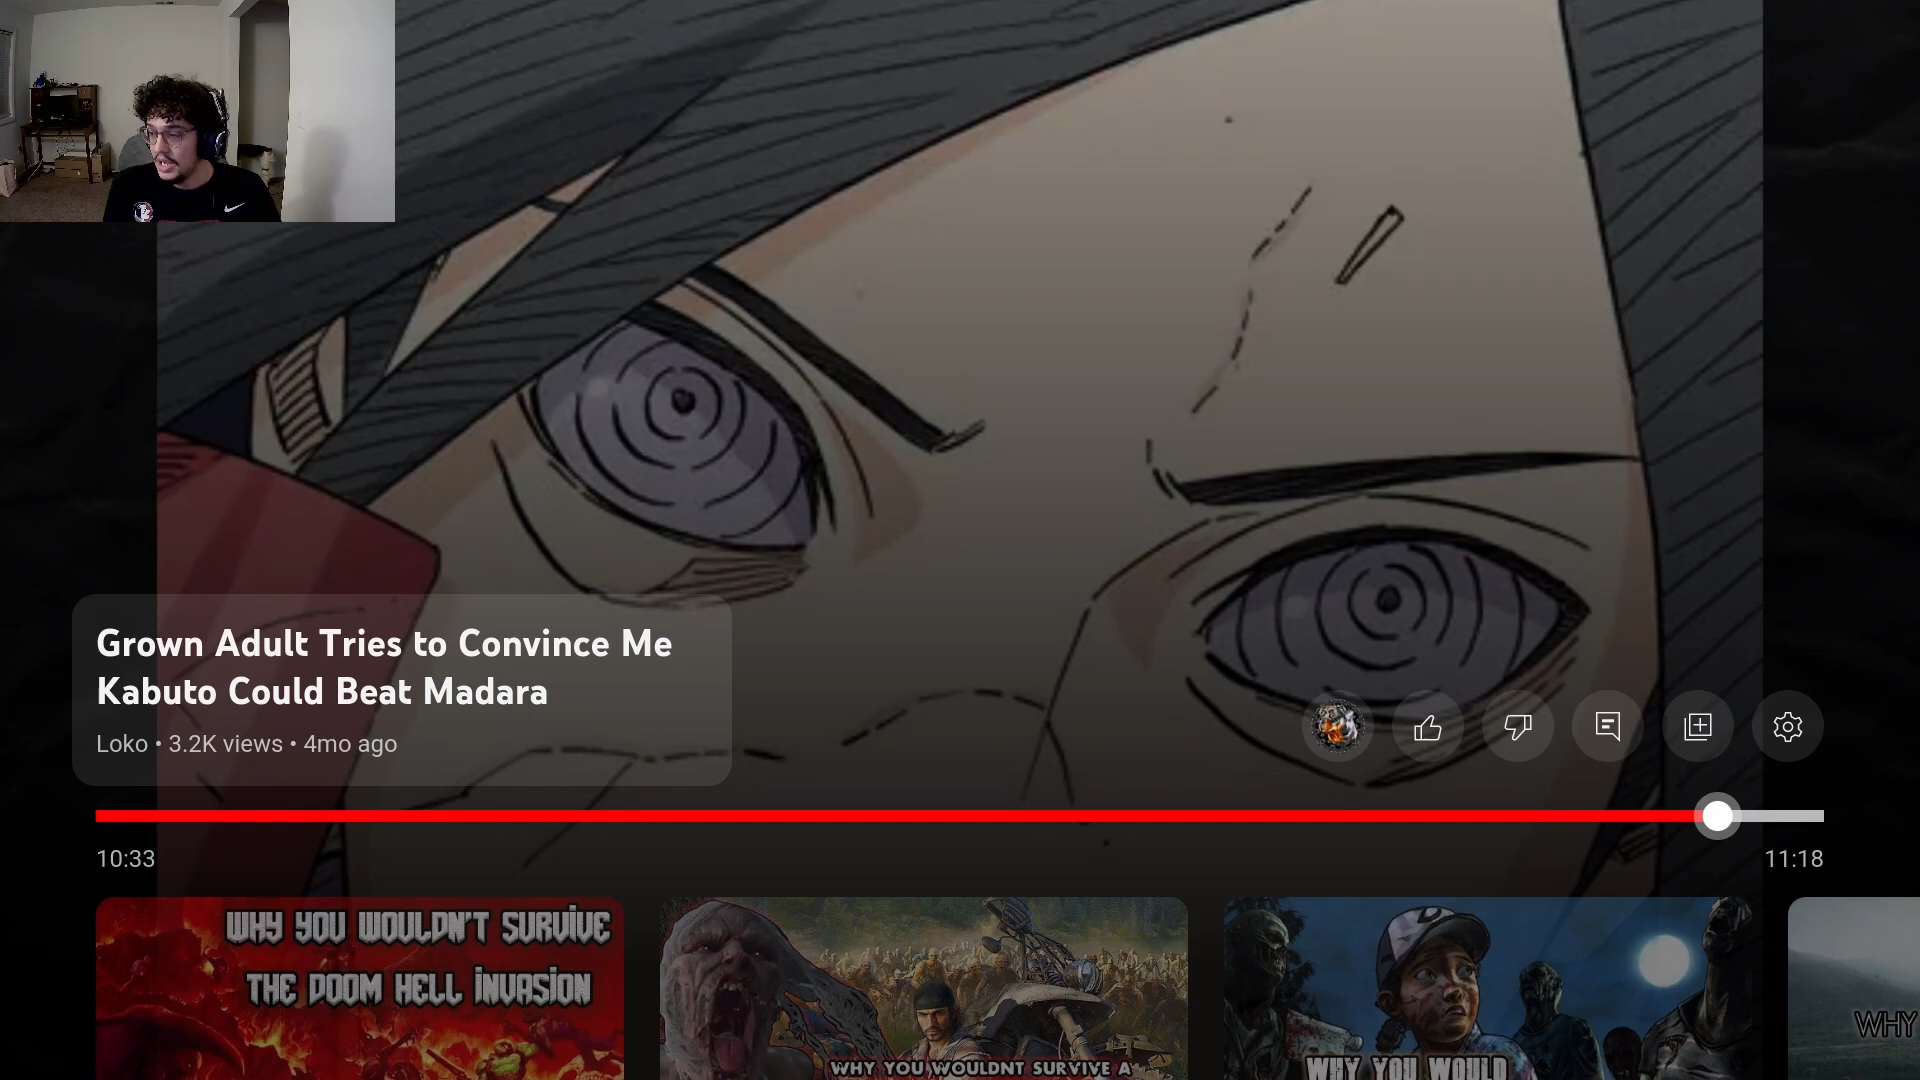 Grown Adult Tries to Convince Me
Kabuto Could Beat Madara
Loko • 3.2K views • 4mo ago
10:33
11:18
WHY YOU WOULDN'T SURVIVE
THE DOOM HELL INVASION
WHY YOU WOULDNT SURVIVE A
WHY YOU WOULD
WHY